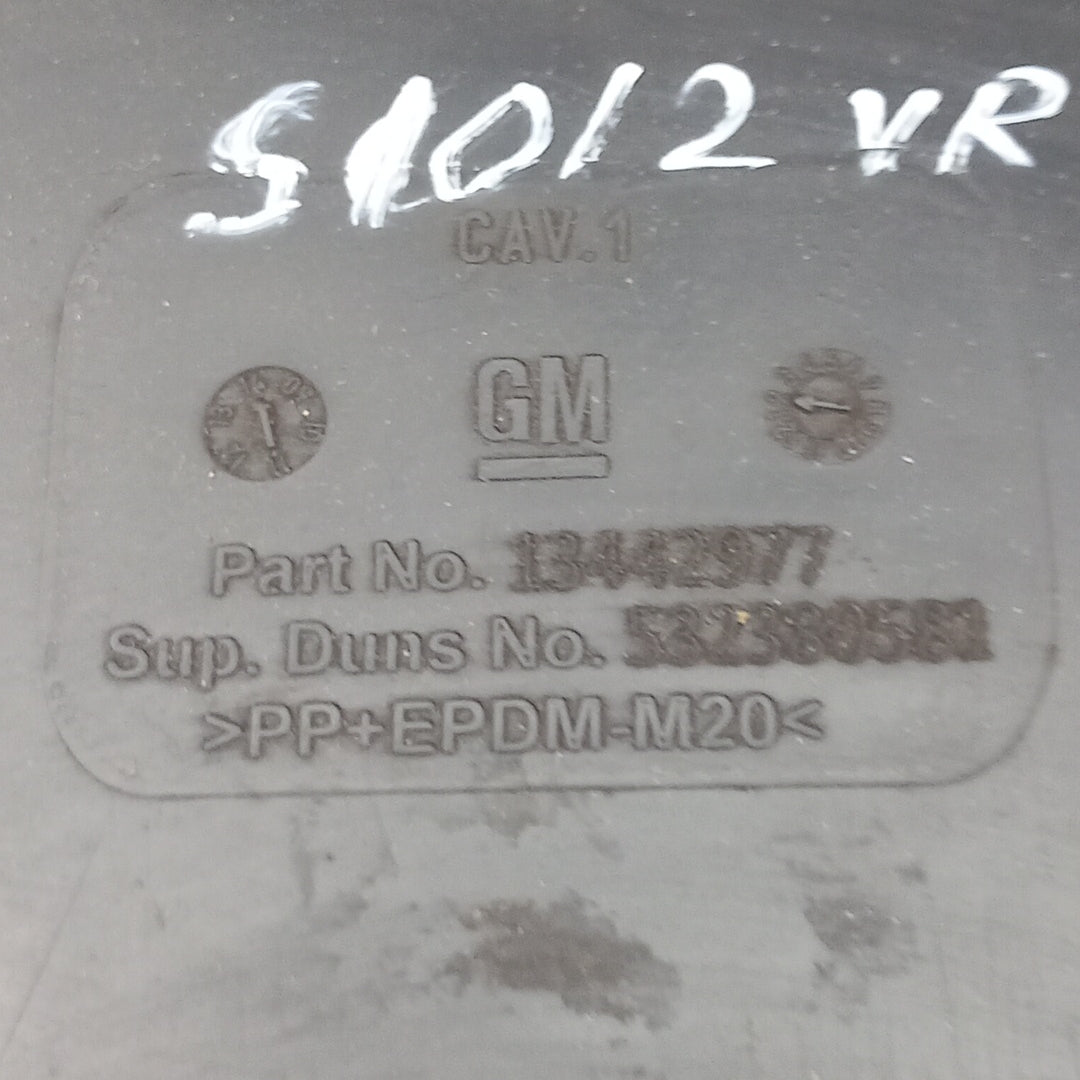 S1012 VR
CAV.1
GM
Part No. 13442977
Sup. Duns No.
>PP+EPDM-M20<